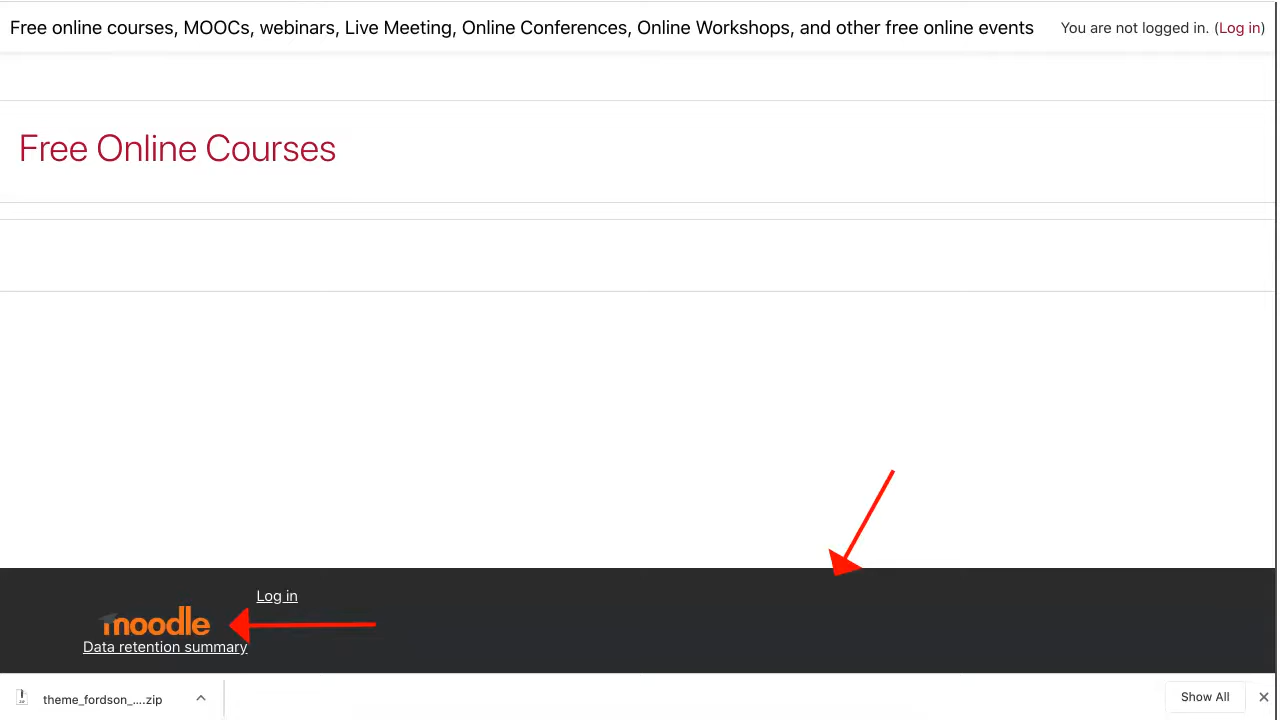 Free online courses, MOOCs, webinars, Live Meeting, Online Conferences, Online Workshops, and other free online events
You are not logged in. (Log in)
Free Online Courses
Log in
moodle
Data retention summary
theme_fordson_....zip
Show All